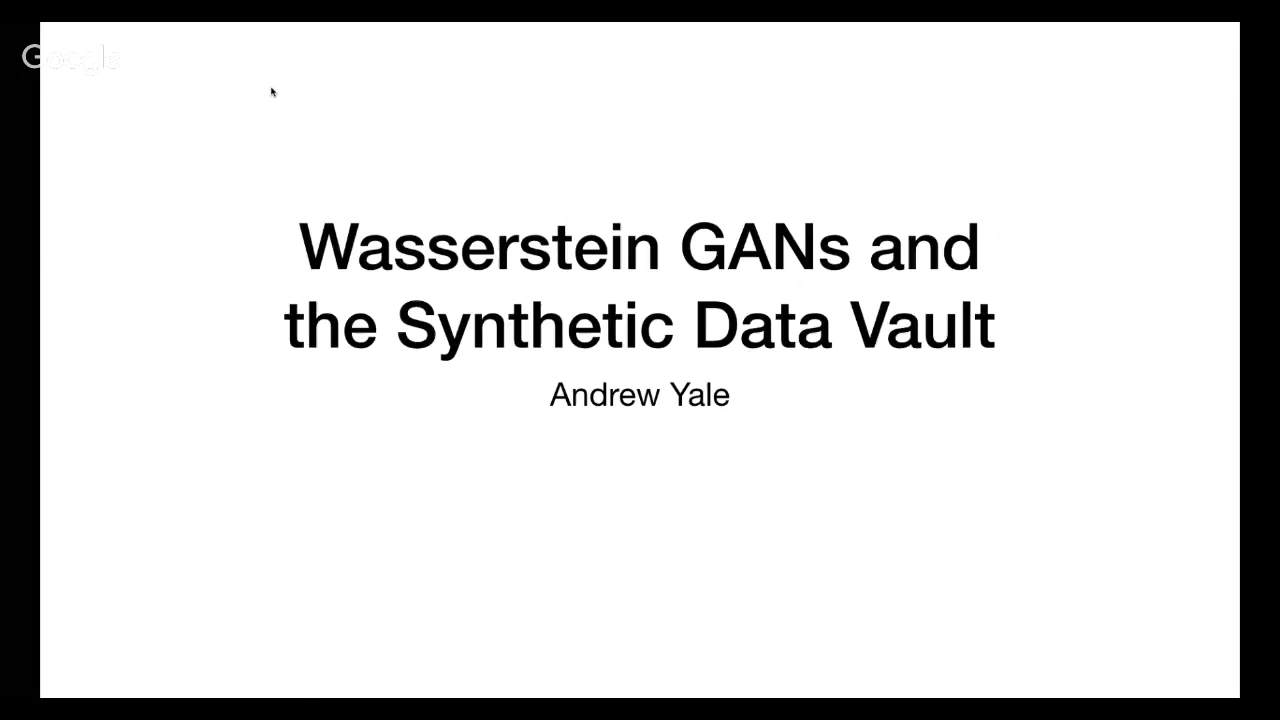 Google
Wasserstein GANs and
the Synthetic Data Vault
Andrew Yale